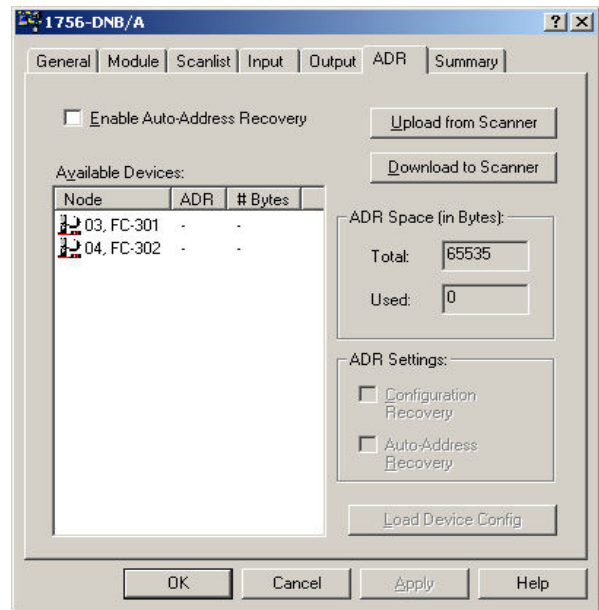 1756-DNB/A
General Module Scanlist Input Output ADR Summary
Enable Auto-Address Recovery
Upload from Scanner
Download to Scanner
Available Devices:
Node ADR # Bytes
03, FC-301 - -
04, FC-302 - -
ADR Space (in Bytes):
Total: 65535
Used: 0
ADR Settings:
Configuration
Recovery
Auto-Address
Recovery
Load Device Config
OK Cancel Apply Help